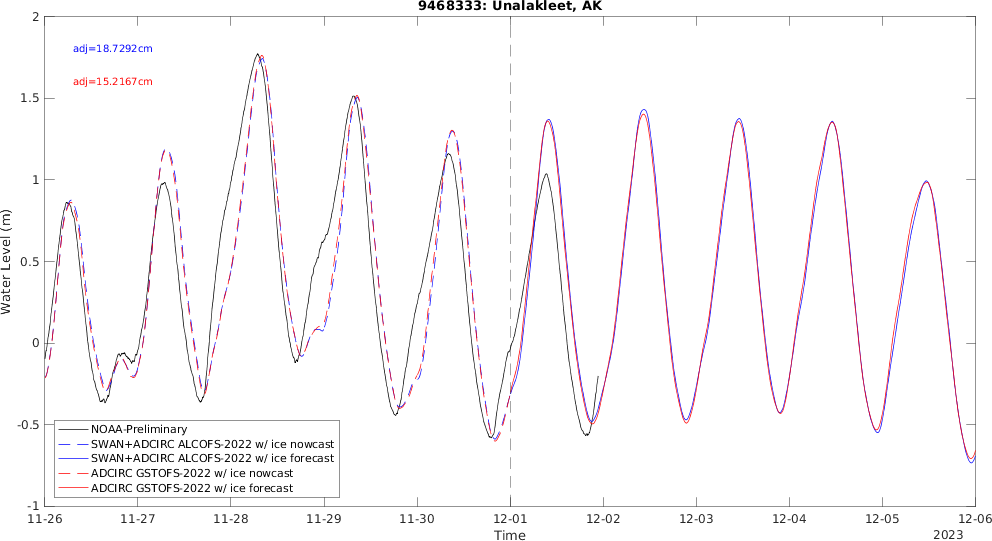 9468333: Unalakleet, AK
2
1.5
1
0.5
0
-0.5
-1
Water Level (m)
adj=18.7292cm
adj=15.2167cm
NOAA-Preliminary
SWAN+ADCIRC ALCOFS-2022 w/ ice nowcast
SWAN+ADCIRC ALCOFS-2022 w/ ice forecast
ADCIRC GSTOFS-2022 w/ ice nowcast
ADCIRC GSTOFS-2022 w/ ice forecast
11-26 11-27 11-28 11-29 11-30 12-01 12-02 12-03 12-04 12-05 12-06
Time
2023